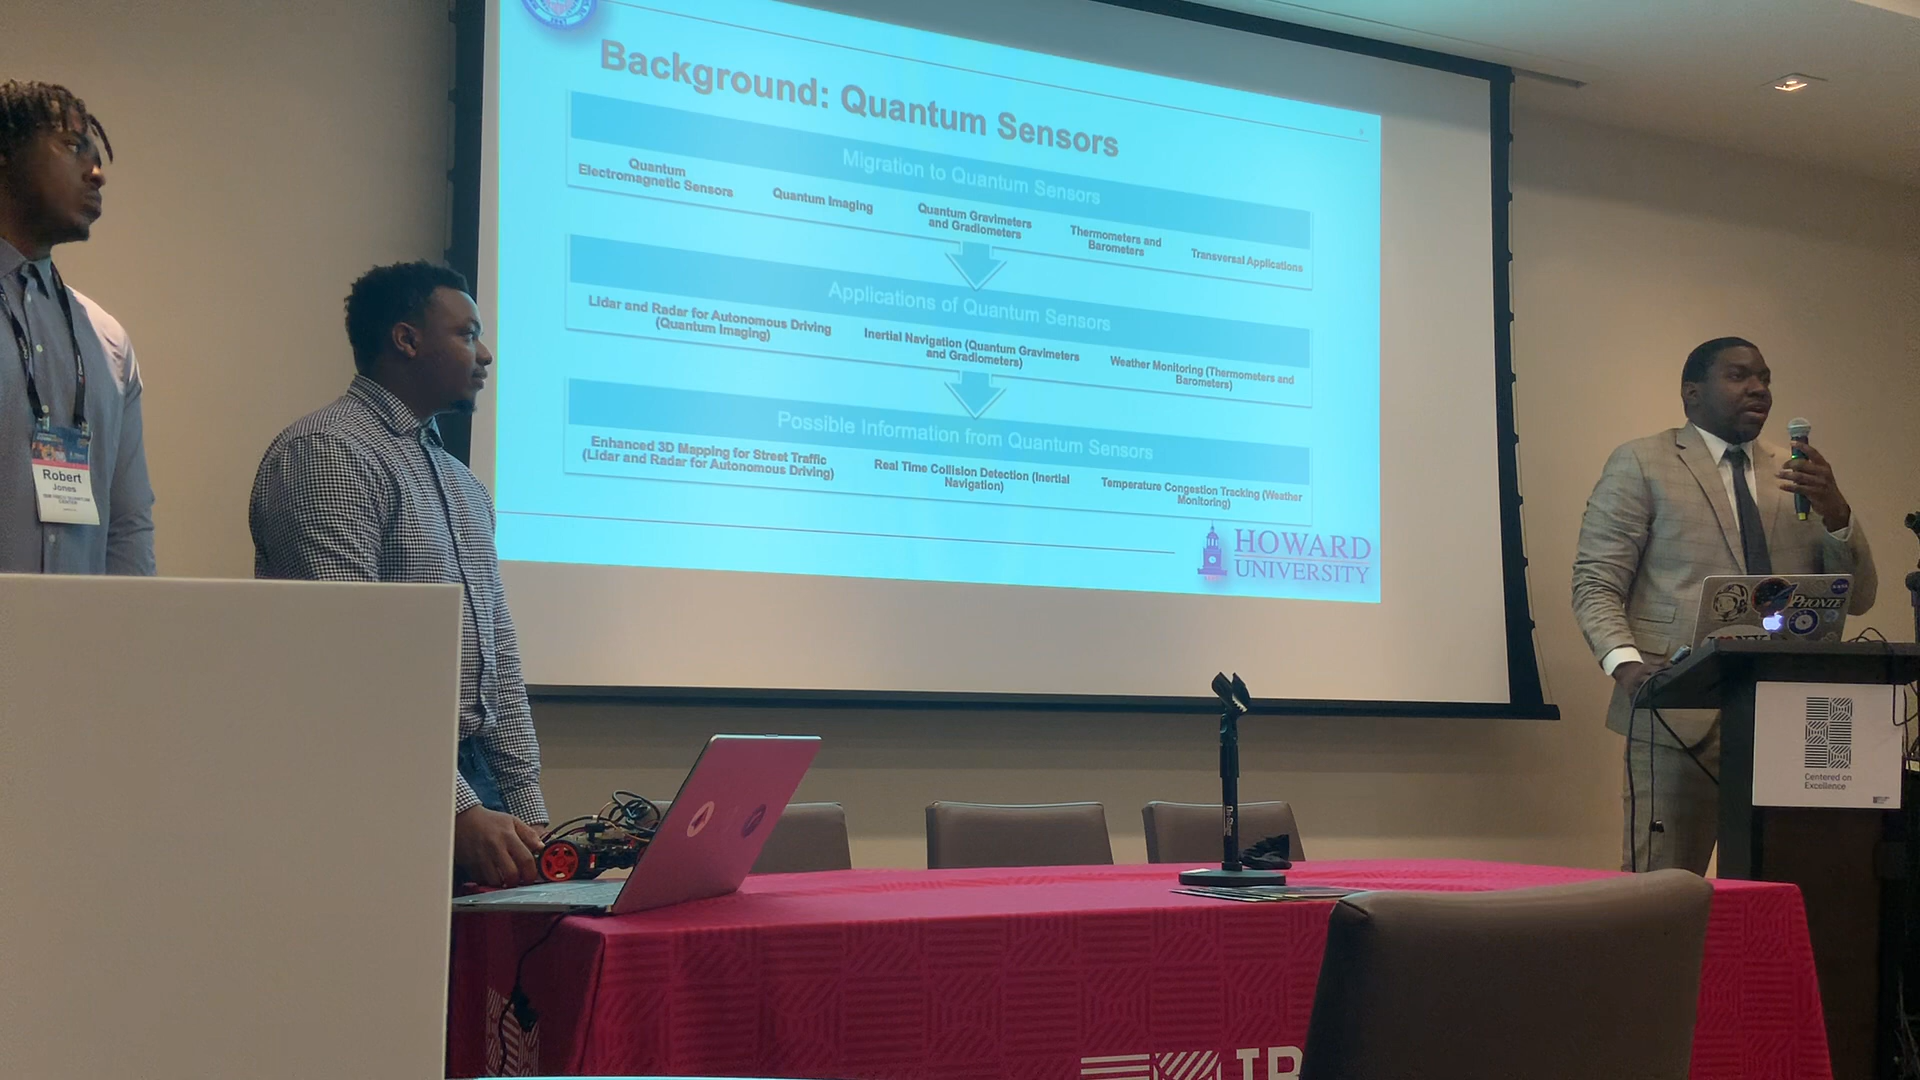 Background: Quantum Sensors
Migration to Quantum Sensors
Quantum
Electromagnetic Sensors
Quantum Imaging
Quantum Gravimeters
and Gradiometers
Thermometers and
Barometers
Transversal Applications
Applications of Quantum Sensors
Lidar and Radar for Autonomous Driving
(Quantum Imaging)
Inertial Navigation (Quantum Gravimeters
and Gradiometers)
Weather Monitoring (Thermometers and
Barometers)
Possible Information from Quantum Sensors
Enhanced 3D Mapping for Street Traffic
(Lidar and Radar for Autonomous Driving)
Real Time Collision Detection (Inertial
Navigation)
Temperature Congestion Tracking (Weather
Monitoring)
HOWARD
UNIVERSITY
Robert
Jones
PHONTE
Centered on
Excellence